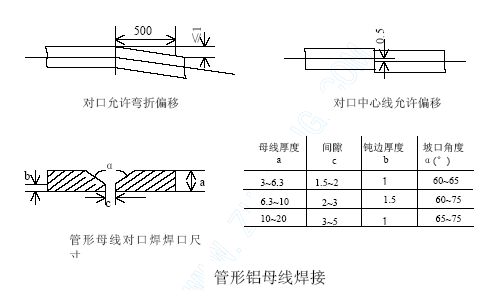 500
≤1
0.5
对口允许弯折偏移
对口中心线允许偏移
α
b
a
c
管形母线对口焊焊口尺
寸
母线厚度 间隙 钝边厚度 坡口角度
a c b α(°)
3~6.3 1.5~2 1 60~65
6.3~10 2~3 1.5 60~75
10~20 3~5 1 65~75
管形铝母线焊接